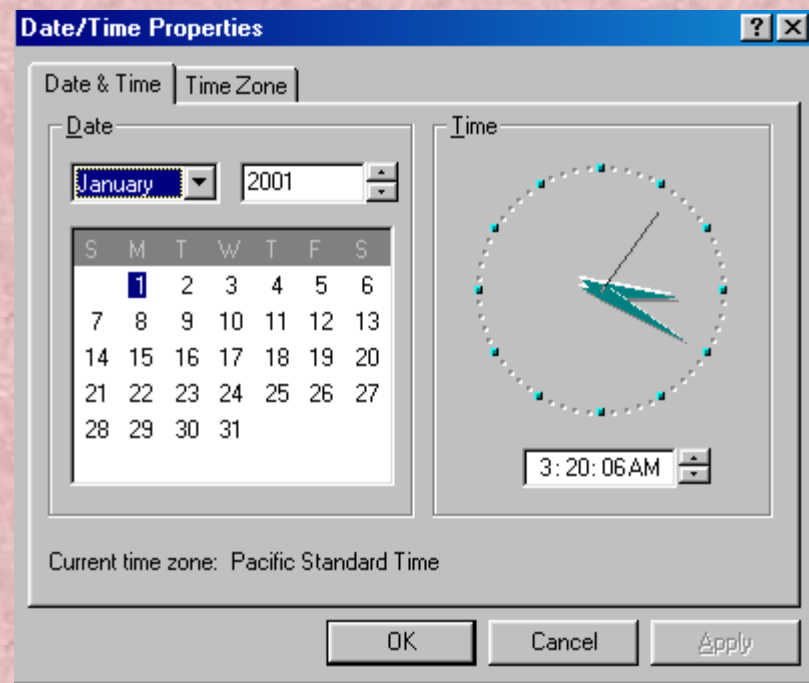 Date/Time Properties
Date & Time Time Zone
Date
January 2001
S M T W T F S
1 2 3 4 5 6
7 8 9 10 11 12 13
14 15 16 17 18 19 20
21 22 23 24 25 26 27
28 29 30 31
Time
3:20:06AM
Current time zone: Pacific Standard Time
OK Cancel Apply